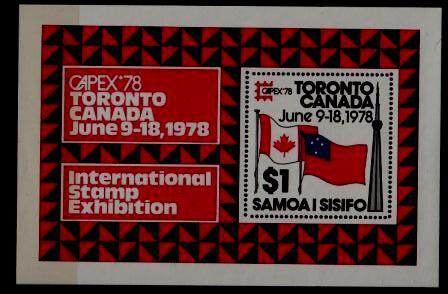 CAPEX'78
TORONTO
CANADA
June 9-18, 1978
International
Stamp
Exhibition
CAPEX'78
TORONTO
CANADA
June 9-18, 1978
$1
SAMOA I SISIFO